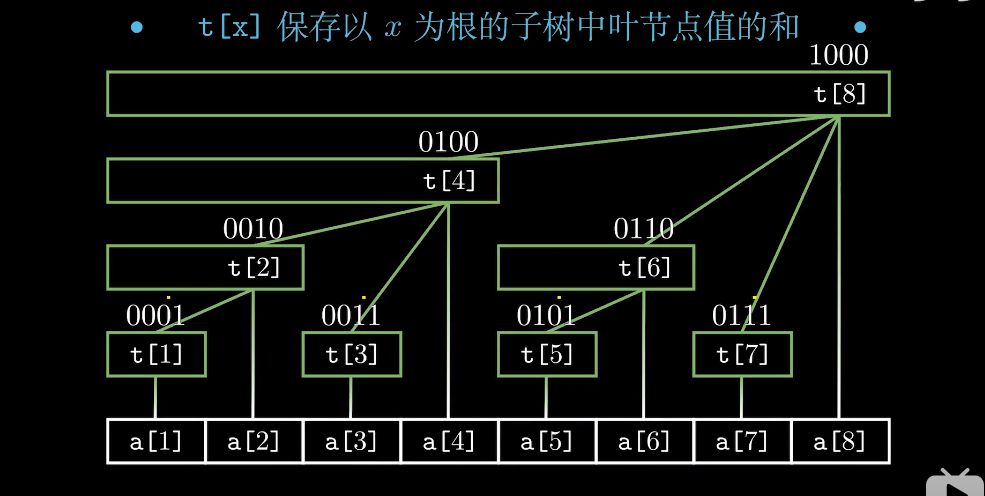 • t[x] 保存以 x 为根的子树中叶节点值的和 •
1000
t[8]
0100
t[4]
0010 0110
t[2] t[6]
0001 0011 0101 0111
t[1] t[3] t[5] t[7]
a[1] a[2] a[3] a[4] a[5] a[6] a[7] a[8]